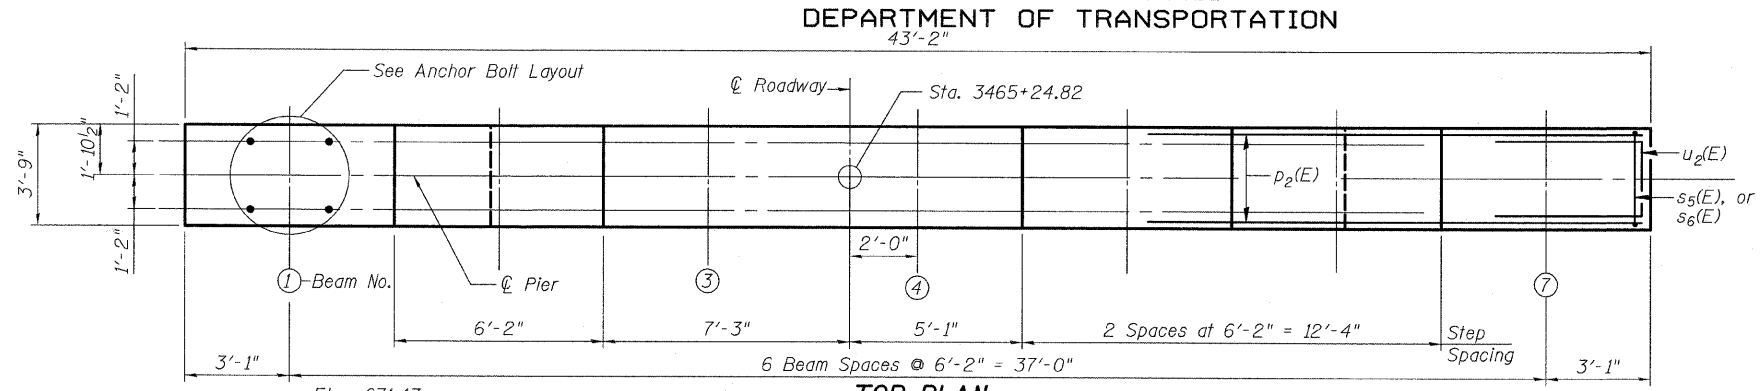 DEPARTMENT OF TRANSPORTATION
43'-2"
See Anchor Bolt Layout
℄ Roadway
Sta. 3465+24.82
1'-2"
1'-10½"
3'-9"
1'-2"
p2(E)
u2(E)
s5(E), or
s6(E)
2'-0"
1 Beam No.
℄ Pier
3
4
7
6'-2"
7'-3"
5'-1"
2 Spaces at 6'-2" = 12'-4"
Step
Spacing
3'-1"
6 Beam Spaces @ 6'-2" = 37'-0"
3'-1"
TOP PLAN